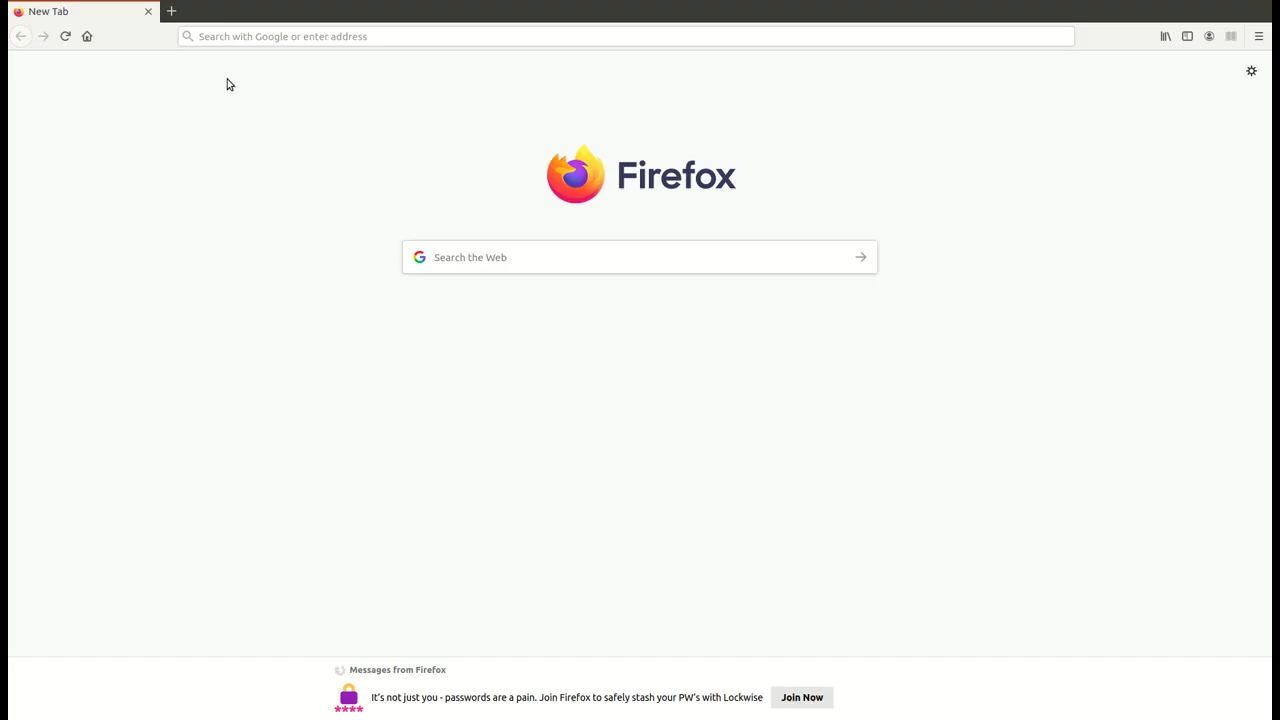 New Tab
Search with Google or enter address
Firefox
Search the Web
Messages from Firefox
It's not just you - passwords are a pain. Join Firefox to safely stash your PW's with Lockwise
Join Now